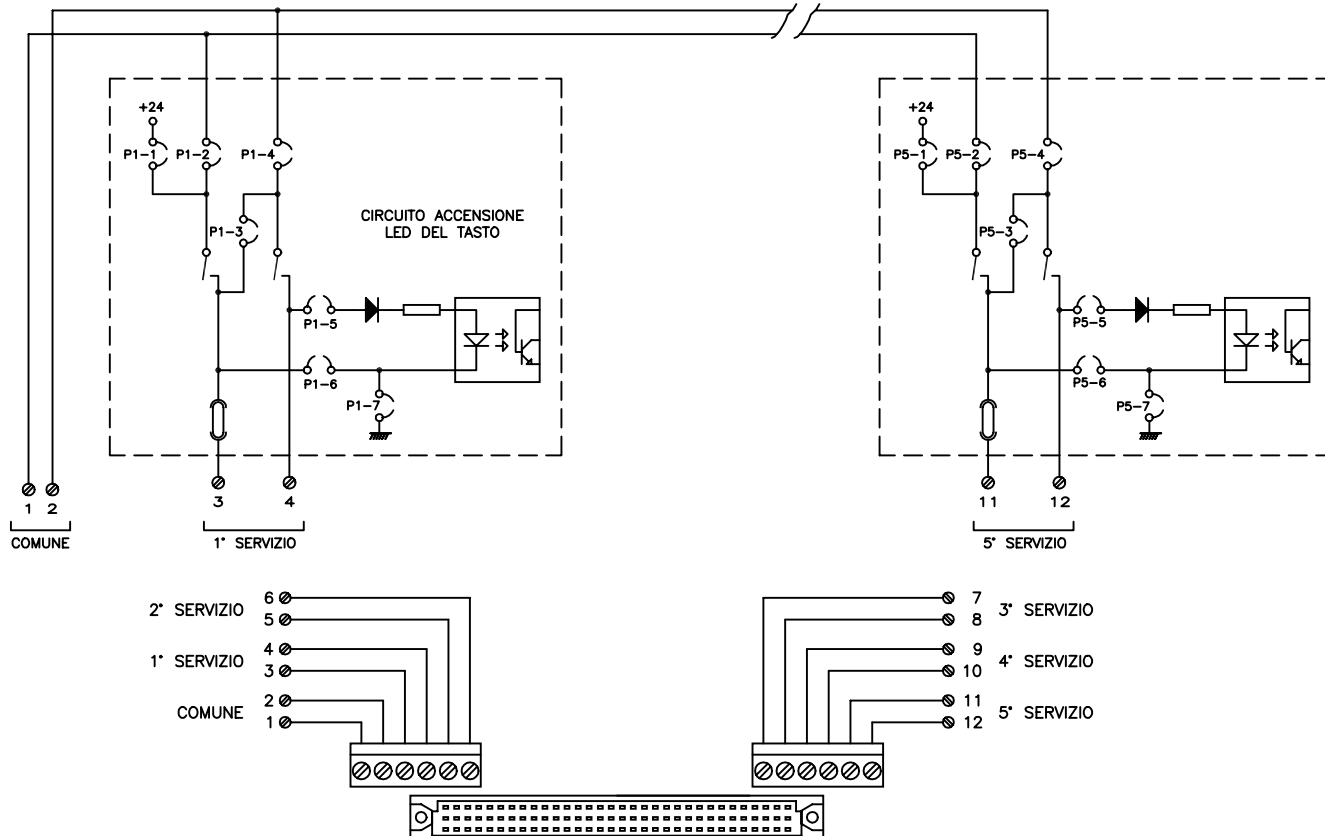 +24
P1-1
P1-2
P1-4
P1-3
CIRCUITO ACCENSIONE
LED DEL TASTO
P1-5
P1-6
P1-7
+24
P5-1
P5-2
P5-4
P5-3
P5-5
P5-6
P5-7
1 2
COMUNE
3 4
1° SERVIZIO
11 12
5° SERVIZIO
2° SERVIZIO 6
5
1° SERVIZIO 4
3
COMUNE 2
1
7 3° SERVIZIO
8
9 4° SERVIZIO
10
11 5° SERVIZIO
12